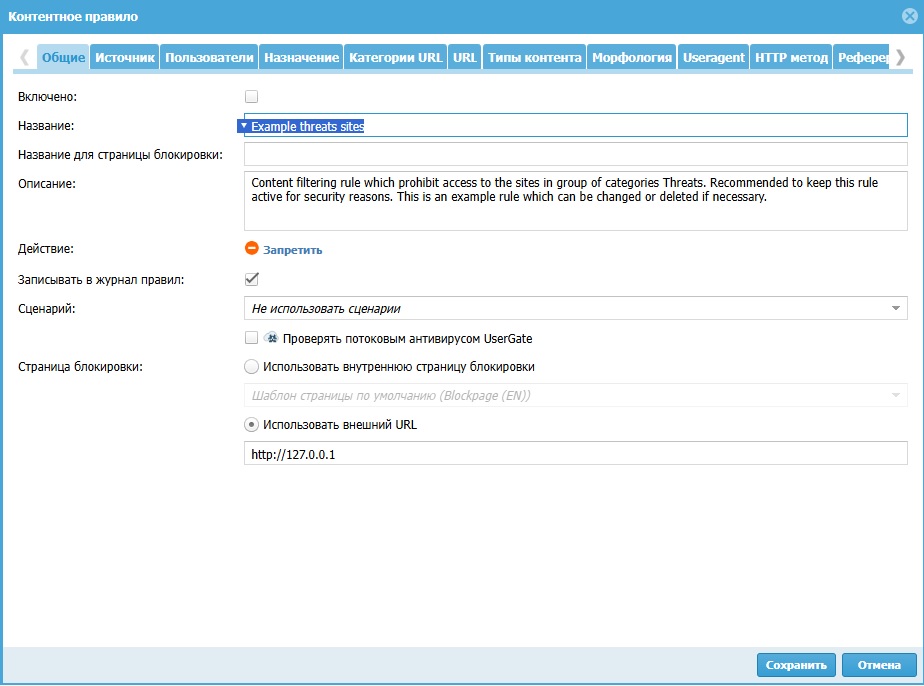 Контентное правило
Общие Источник Пользователи Назначение Категории URL URL Типы контента Морфология Useragent HTTP метод
Включено:
Название: Example threats sites
Название для страницы блокировки:
Описание: Content filtering rule which prohibit access to the sites in group of categories Threats. Recommended to keep this rule
active for security reasons. This is an example rule which can be changed or deleted if necessary.
Действие: Запретить
Записывать в журнал правил:
Сценарий: Не использовать сценарии
Проверять потоковым антивирусом UserGate
Страница блокировки: Использовать внутреннюю страницу блокировки
Шаблон страницы по умолчанию (Blockpage (EN))
Использовать внешний URL
http://127.0.0.1
Сохранить Отмена